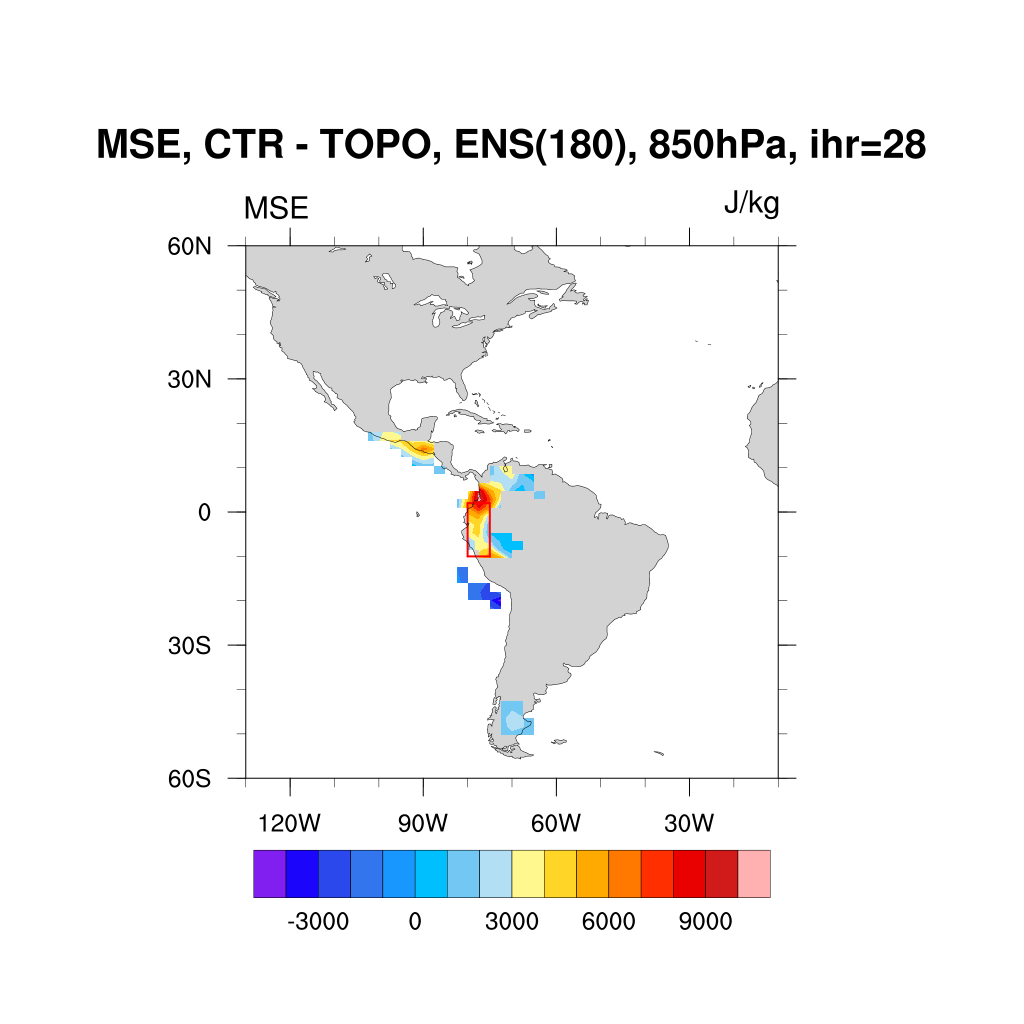 MSE, CTR - TOPO, ENS(180), 850hPa, ihr=28
MSE J/kg
60N
30N
0
30S
60S
120W 90W 60W 30W
-3000 0 3000 6000 9000